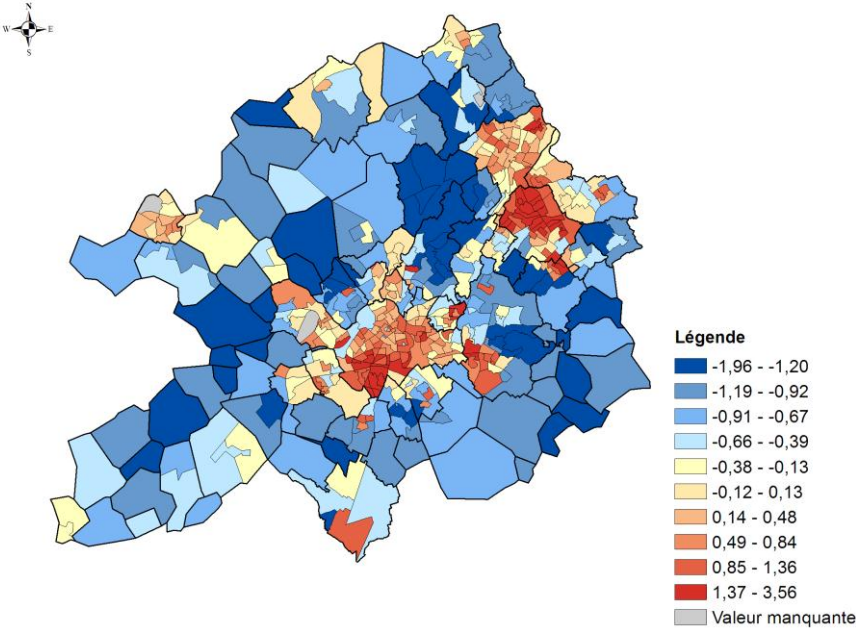 N
W E
S
Légende
-1,96 - -1,20
-1,19 - -0,92
-0,91 - -0,67
-0,66 - -0,39
-0,38 - -0,13
-0,12 - 0,13
0,14 - 0,48
0,49 - 0,84
0,85 - 1,36
1,37 - 3,56
Valeur manquante